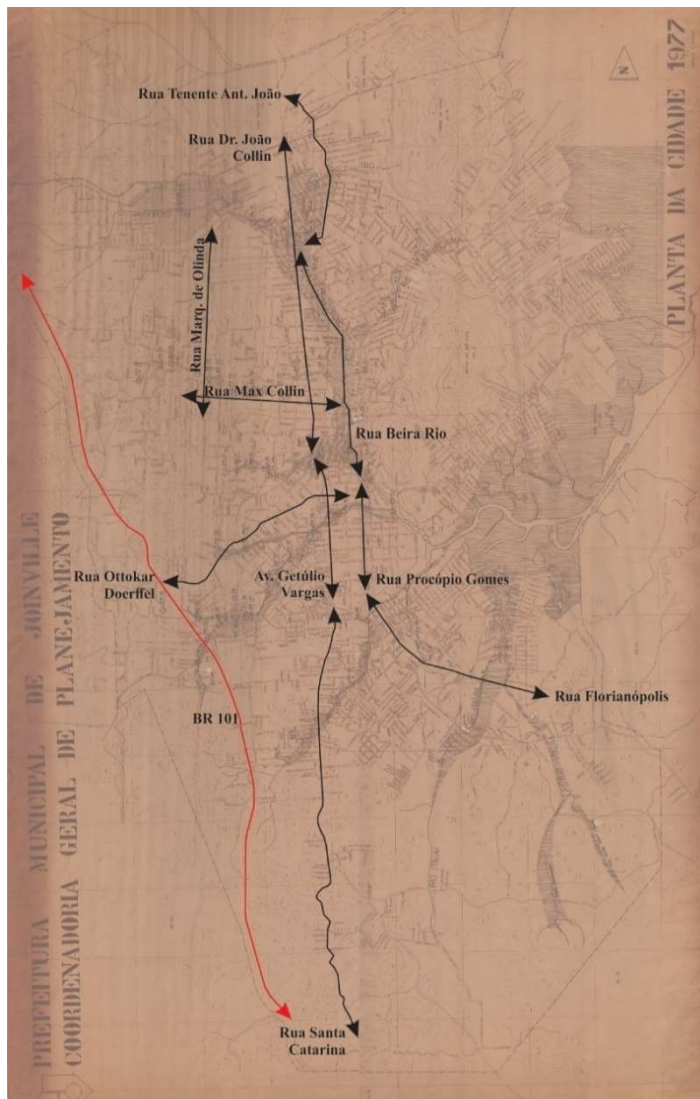 PREFEITURA MUNICIPAL DE JOINVILLE
COORDENADORIA GERAL DE PLANEJAMENTO
PLANTA DA CIDADE 1977
N
Rua Tenente Ant. João
Rua Dr. João
Collin
Rua Marq. de Olinda
Rua Max Collin
Rua Beira Rio
Rua Ottokar
Doerffel
Av. Getúlio
Vargas
Rua Procópio Gomes
Rua Florianópolis
BR 101
Rua Santa
Catarina